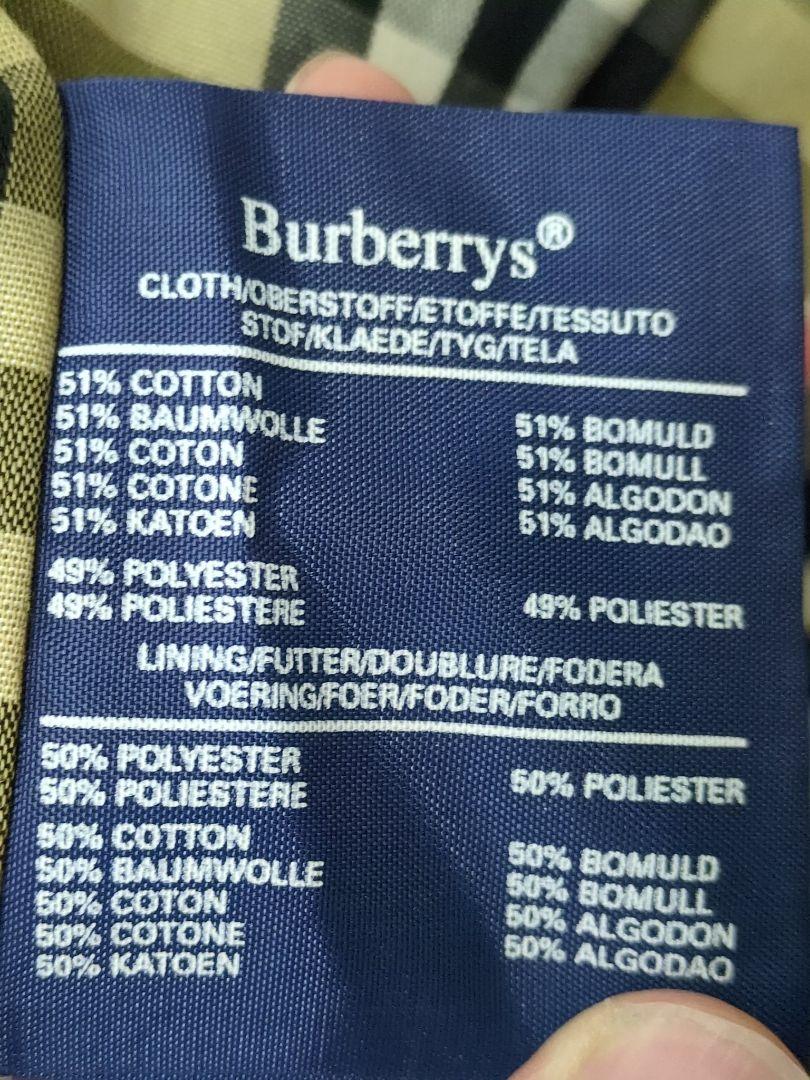 Burberrys®
CLOTH/OBERSTOFF/ETOFFE/TESSUTO
STOF/KLAEDE/TYG/TELA
51% COTTON
51% BAUMWOLLE
51% COTON
51% COTONE
51% KATOEN
51% BOMULD
51% BOMULL
51% ALGODON
51% ALGODAO
49% POLYESTER
49% POLIESTERE
49% POLIESTER
LINING/FUTTER/DOUBLURE/FODERA
VOERING/FOER/FODER/FORRO
50% POLYESTER
50% POLIESTERE
50% POLIESTER
50% COTTON
50% BAUMWOLLE
50% COTON
50% COTONE
50% KATOEN
50% BOMULD
50% BOMULL
50% ALGODON
50% ALGODAO